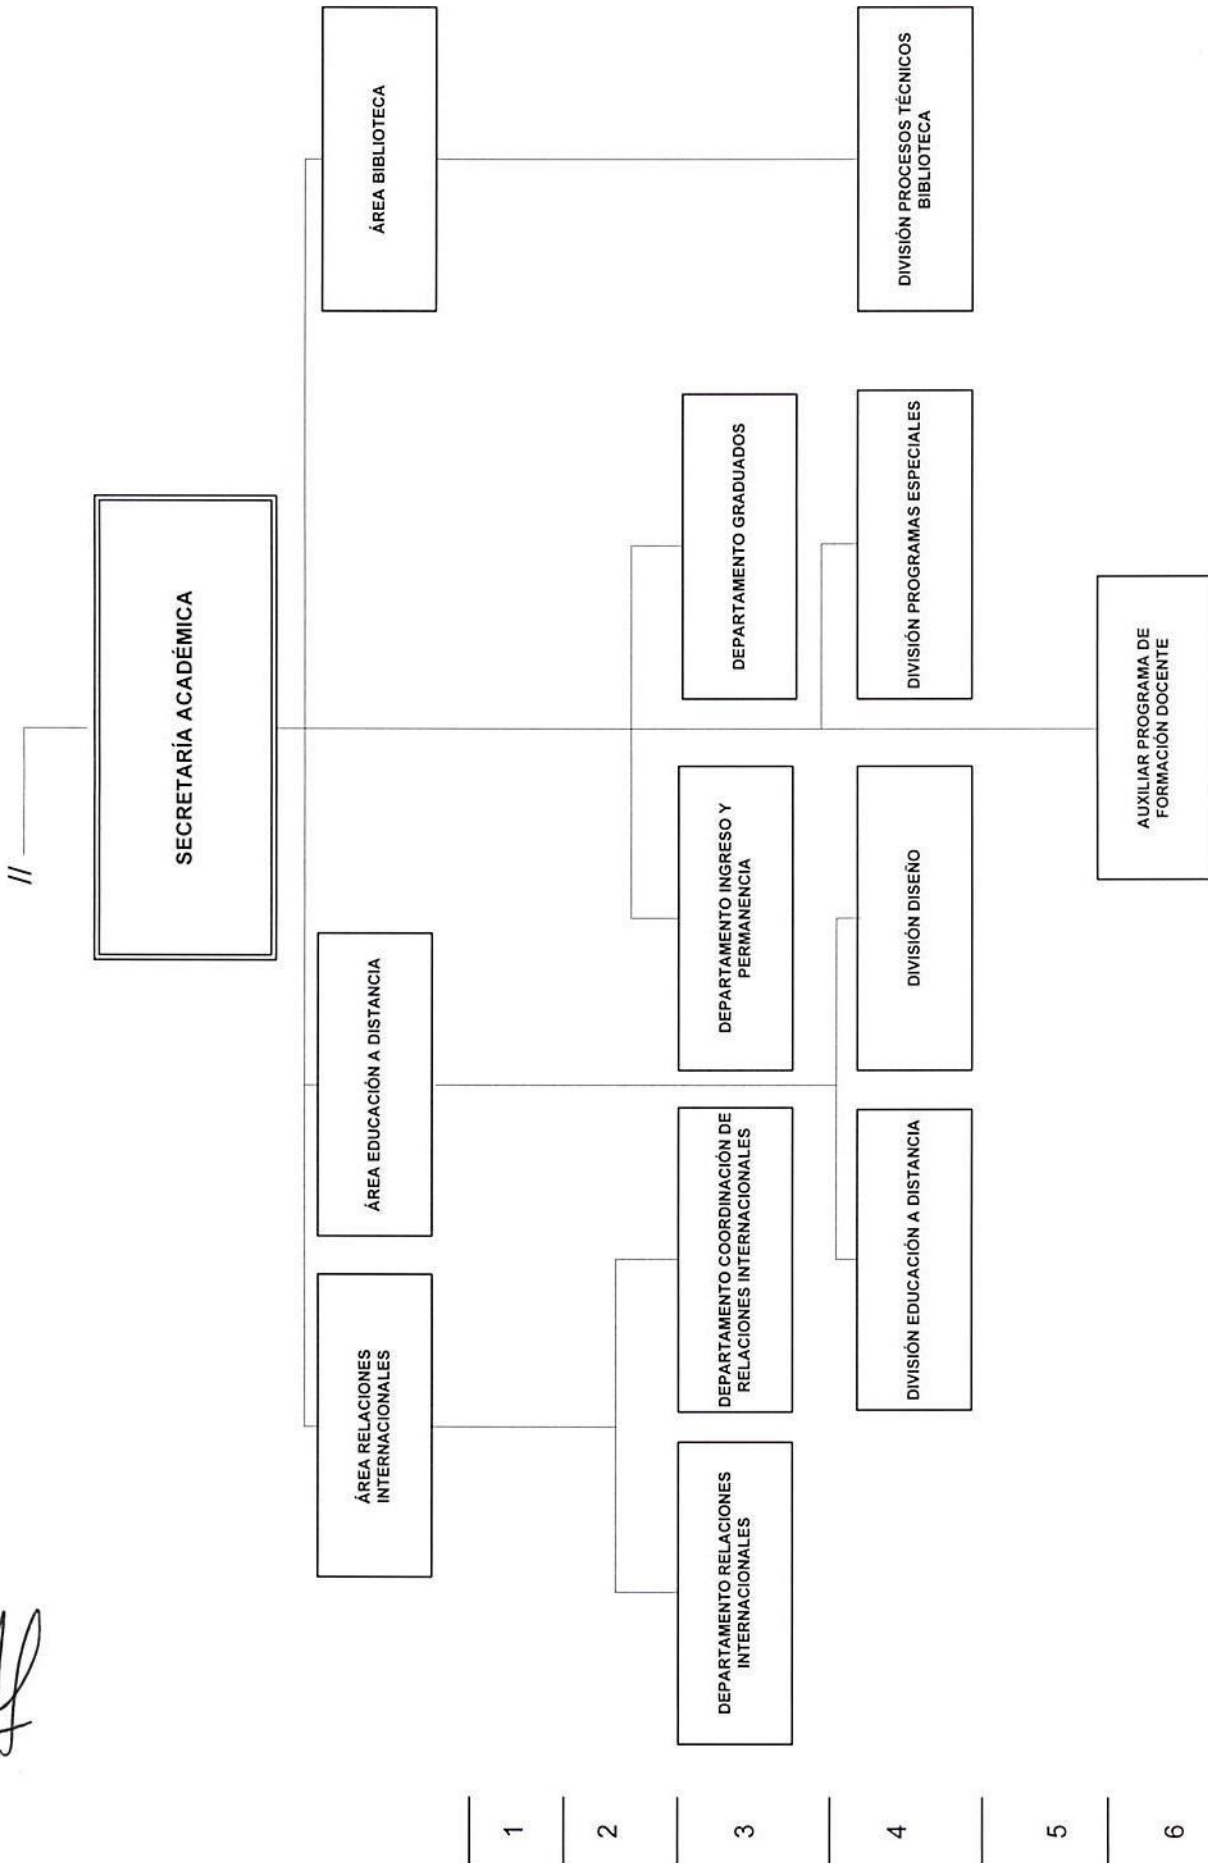 //
SECRETARÍA ACADÉMICA
ÁREA RELACIONES
INTERNACIONALES
ÁREA EDUCACIÓN A DISTANCIA
ÁREA BIBLIOTECA
1
2
3
DEPARTAMENTO RELACIONES
INTERNACIONALES
DEPARTAMENTO COORDINACIÓN DE
RELACIONES INTERNACIONALES
DEPARTAMENTO INGRESO Y
PERMANENCIA
DEPARTAMENTO GRADUADOS
4
DIVISIÓN EDUCACIÓN A DISTANCIA
DIVISIÓN DISEÑO
DIVISIÓN PROGRAMAS ESPECIALES
DIVISIÓN PROCESOS TÉCNICOS
BIBLIOTECA
5
6
AUXILIAR PROGRAMA DE
FORMACIÓN DOCENTE